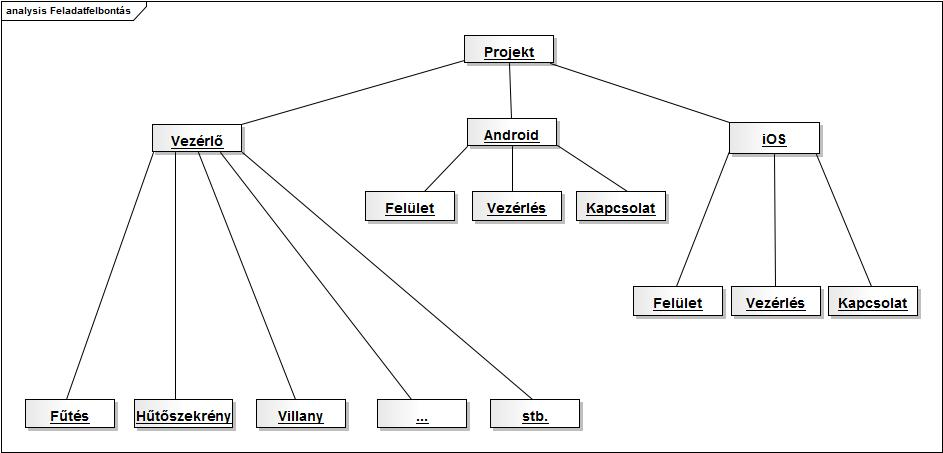 analysis Feladatfelbontás
Projekt
Vezérlő
Android
iOS
Felület
Vezérlés
Kapcsolat
Felület
Vezérlés
Kapcsolat
Fűtés
Hűtőszekrény
Villany
...
stb.